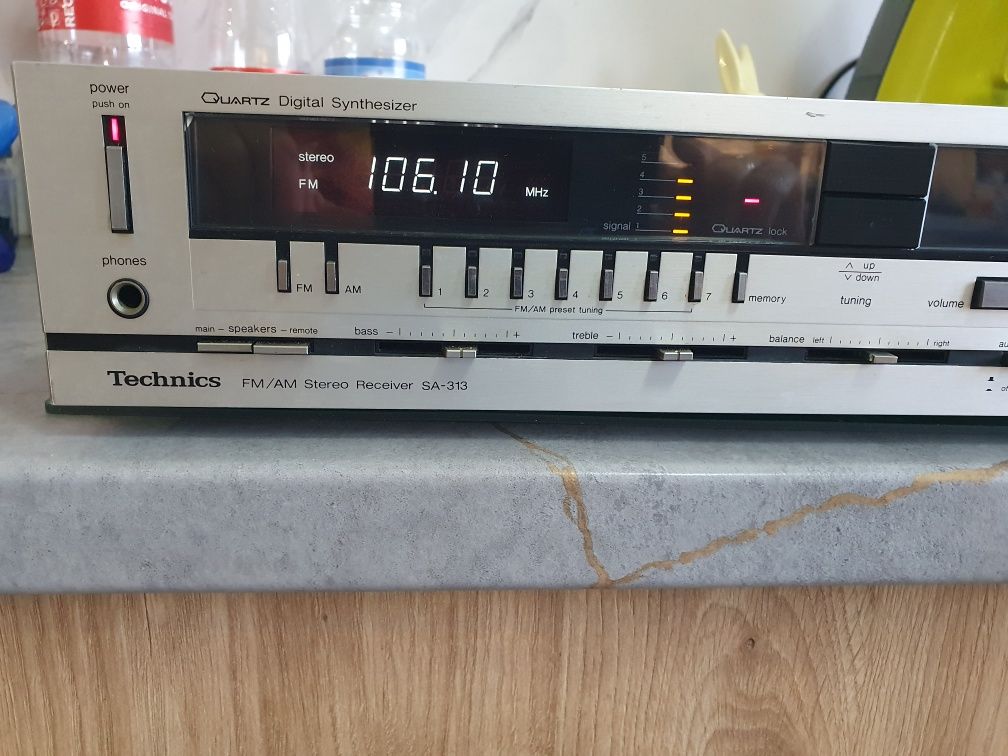 power
push on
QUARTZ Digital Synthesizer
stereo
FM
106.10 MHz
5
4
3
2
signal 1
QUARTZ lock
phones
FM
AM
1 2 3 4 5 6 7
FM/AM preset tuning
memory
up
down
tuning
volume
main – speakers – remote
bass – +
treble – +
balance left right
Technics FM/AM Stereo Receiver SA-313